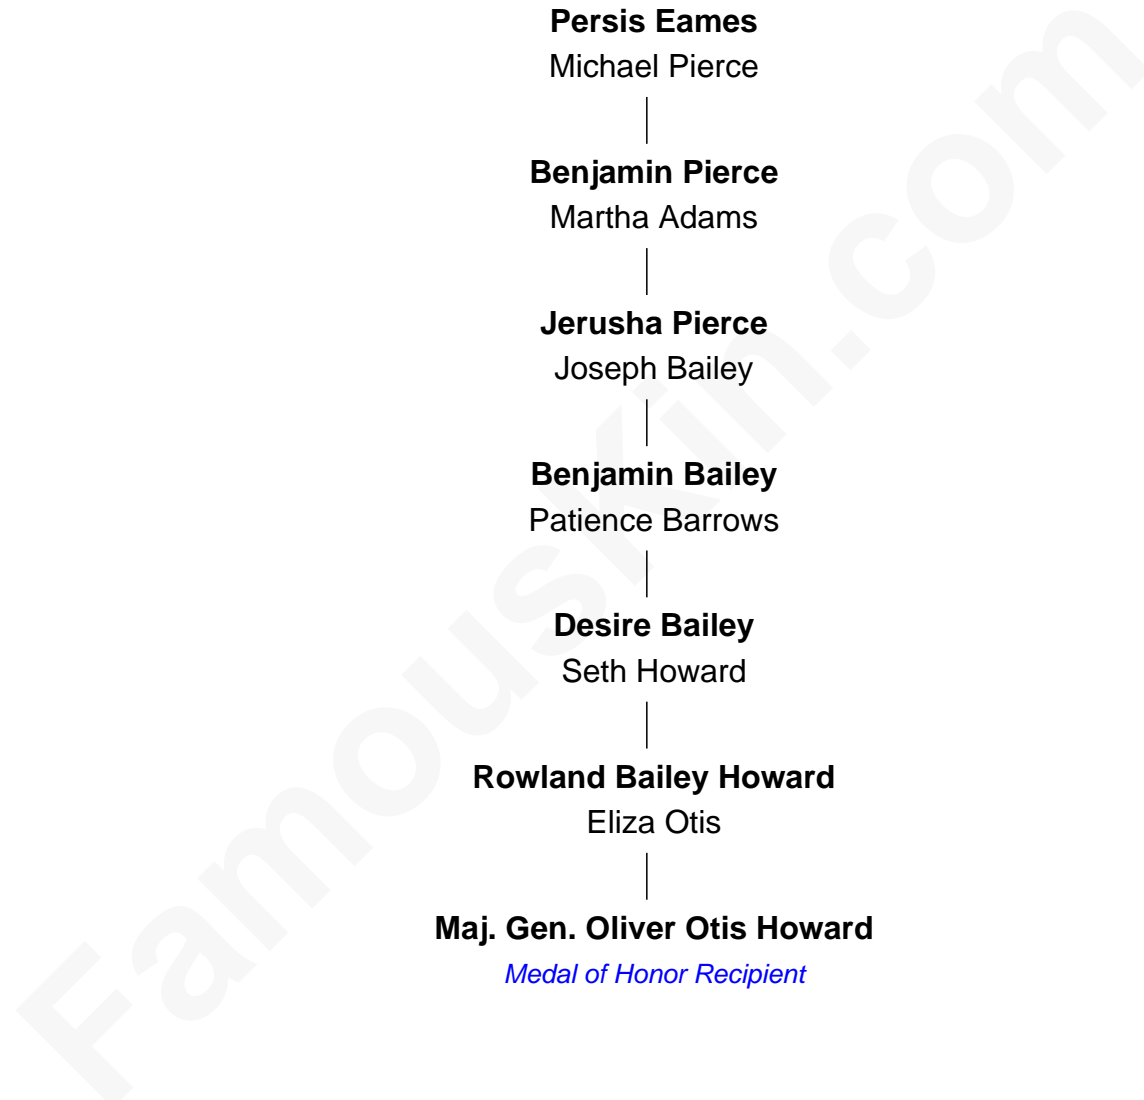 Persis Eames
Michael Pierce
Benjamin Pierce
Martha Adams
Jerusha Pierce
Joseph Bailey
Benjamin Bailey
Patience Barrows
Desire Bailey
Seth Howard
Rowland Bailey Howard
Eliza Otis
Maj. Gen. Oliver Otis Howard
Medal of Honor Recipient
FamousKin.com